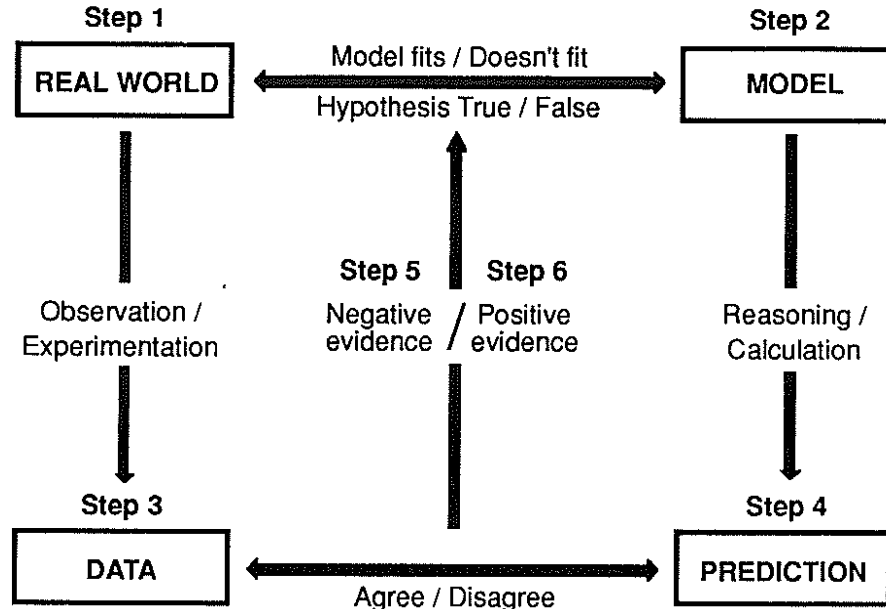 Step 1
Step 2
REAL WORLD
Model fits / Doesn't fit
MODEL
Hypothesis True / False
Step 5
Step 6
Observation /
Experimentation
Negative
evidence
/
Positive
evidence
Reasoning /
Calculation
Step 3
Step 4
DATA
PREDICTION
Agree / Disagree